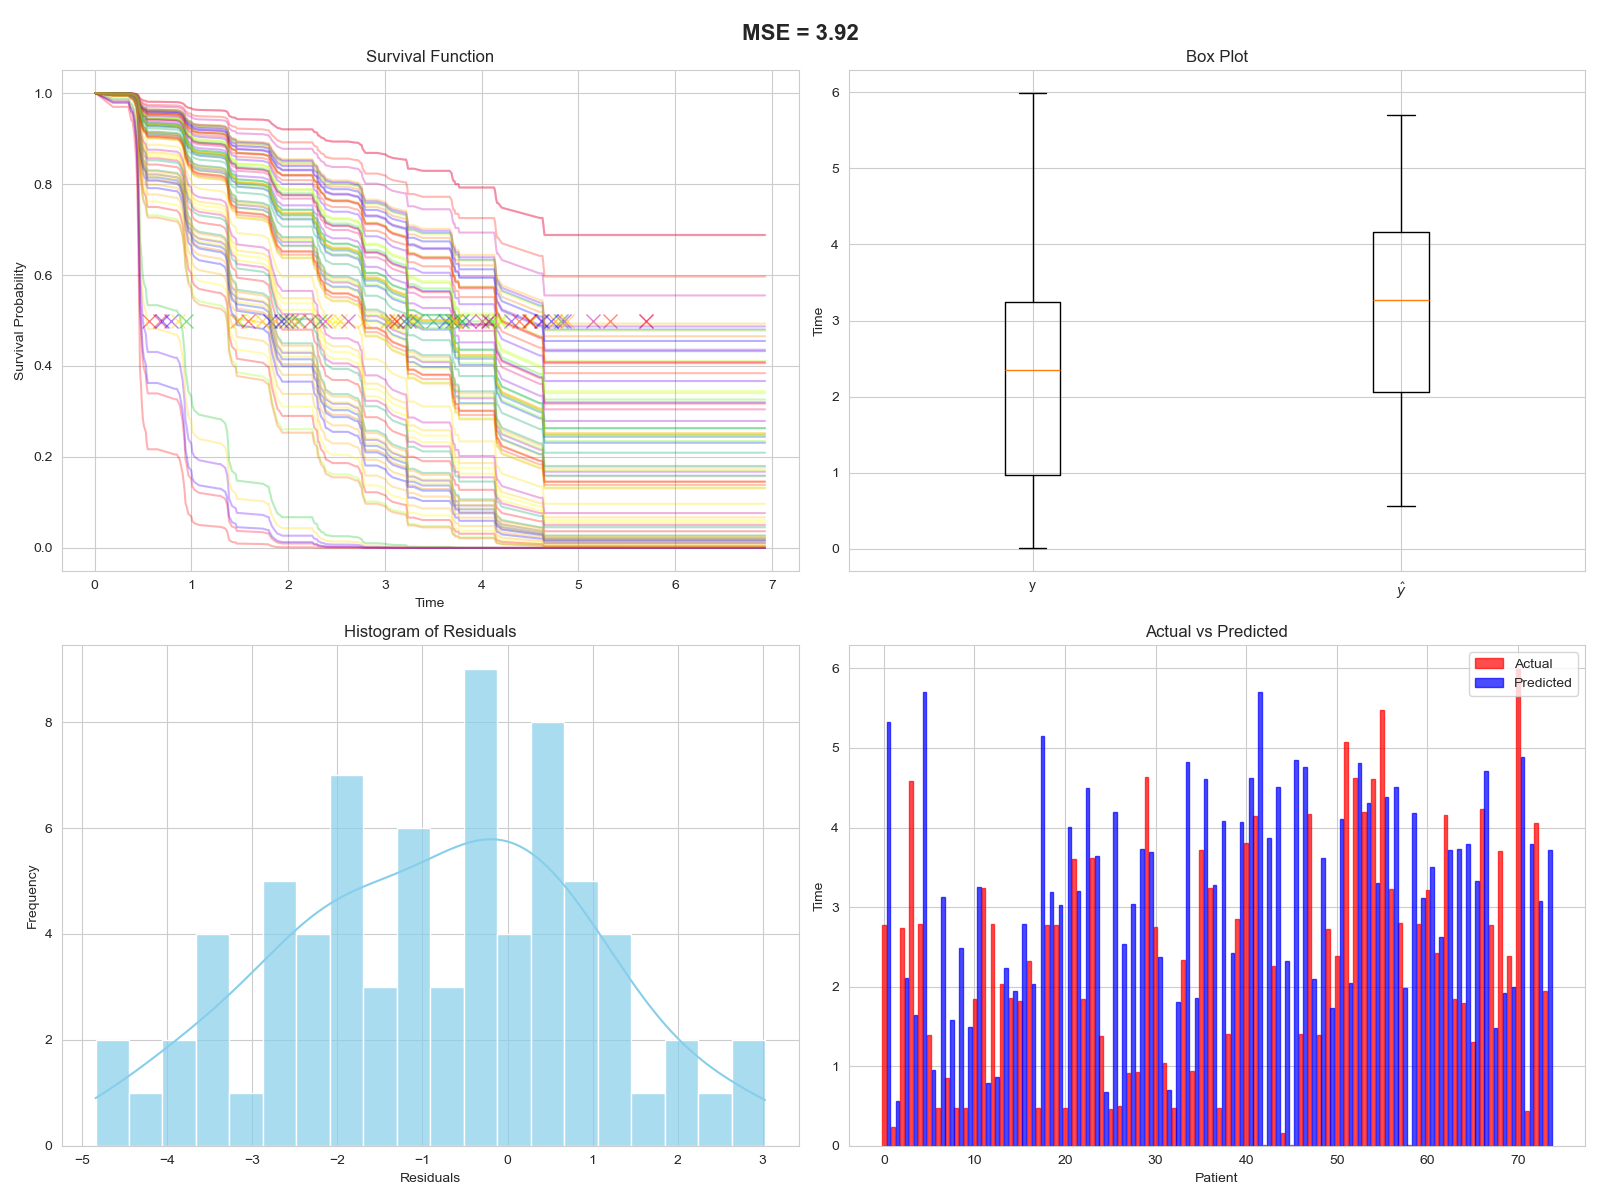 MSE = 3.92
Survival Function
Survival Probability
1.0
0.8
0.6
0.4
0.2
0.0
0 1 2 3 4 5 6 7
Time
Box Plot
Time
6
5
4
3
2
1
0
y ŷ
Histogram of Residuals
Frequency
8
6
4
2
0
−5 −4 −3 −2 −1 0 1 2 3
Residuals
Actual vs Predicted
Actual
Predicted
Time
6
5
4
3
2
1
0
0 10 20 30 40 50 60 70
Patient